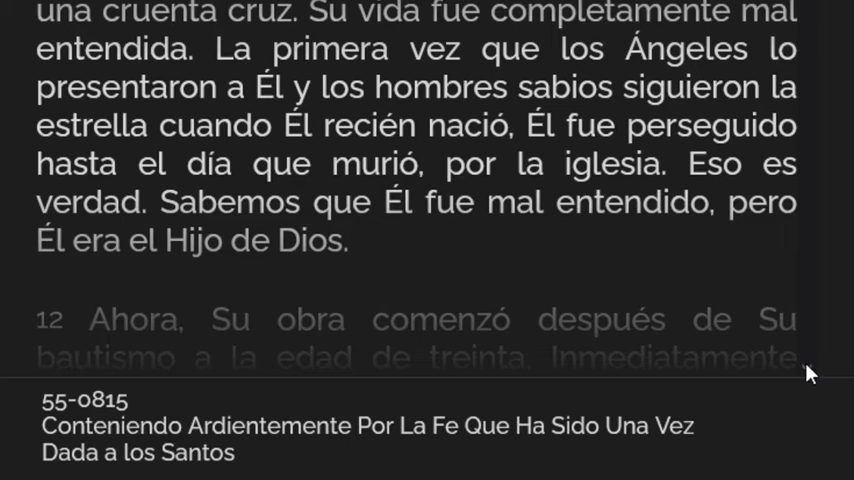 una cruenta cruz. Su vida fue completamente mal
entendida. La primera vez que los Ángeles lo
presentaron a Él y los hombres sabios siguieron la
estrella cuando Él recién nació, Él fue perseguido
hasta el día que murió, por la iglesia. Eso es
verdad. Sabemos que Él fue mal entendido, pero
Él era el Hijo de Dios.
12 Ahora, Su obra comenzó después de Su
bautismo a la edad de treinta. Inmediatamente,
55-0815
Conteniendo Ardientemente Por La Fe Que Ha Sido Una Vez
Dada a los Santos